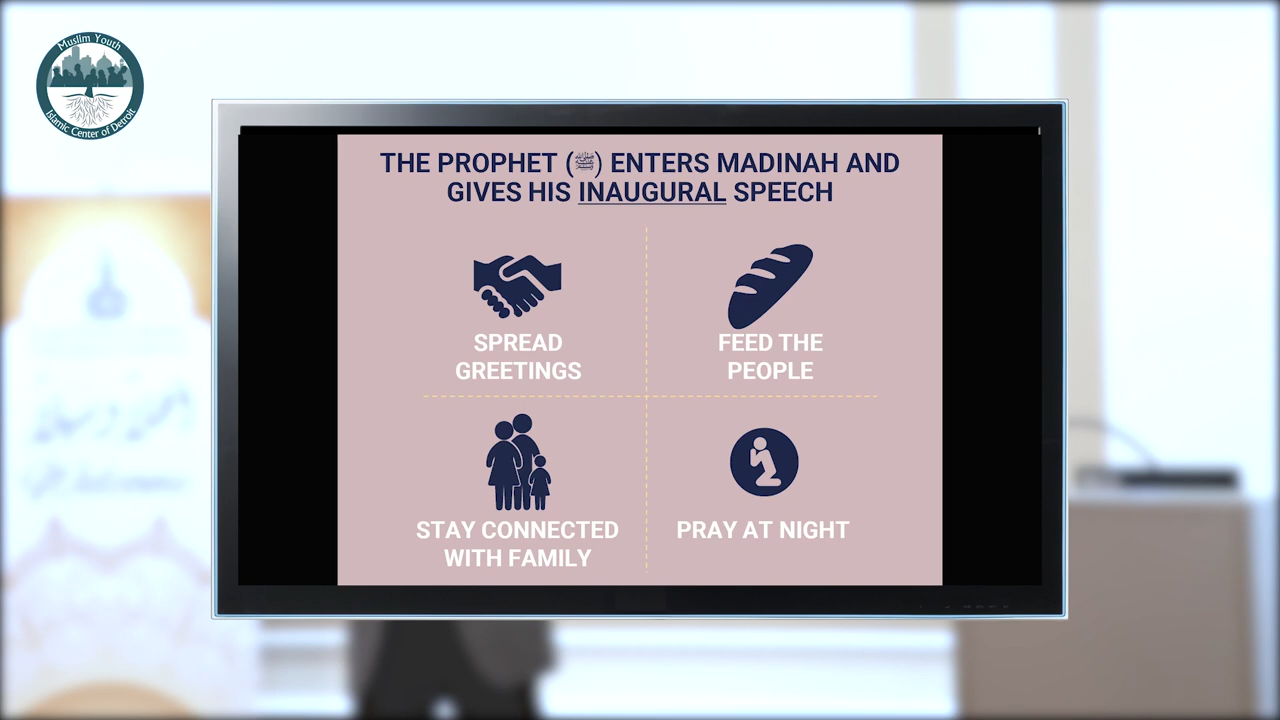 Muslim Youth
Islamic Center of Detroit
THE PROPHET (ﷺ) ENTERS MADINAH AND
GIVES HIS INAUGURAL SPEECH
SPREAD
GREETINGS
FEED THE
PEOPLE
STAY CONNECTED
WITH FAMILY
PRAY AT NIGHT